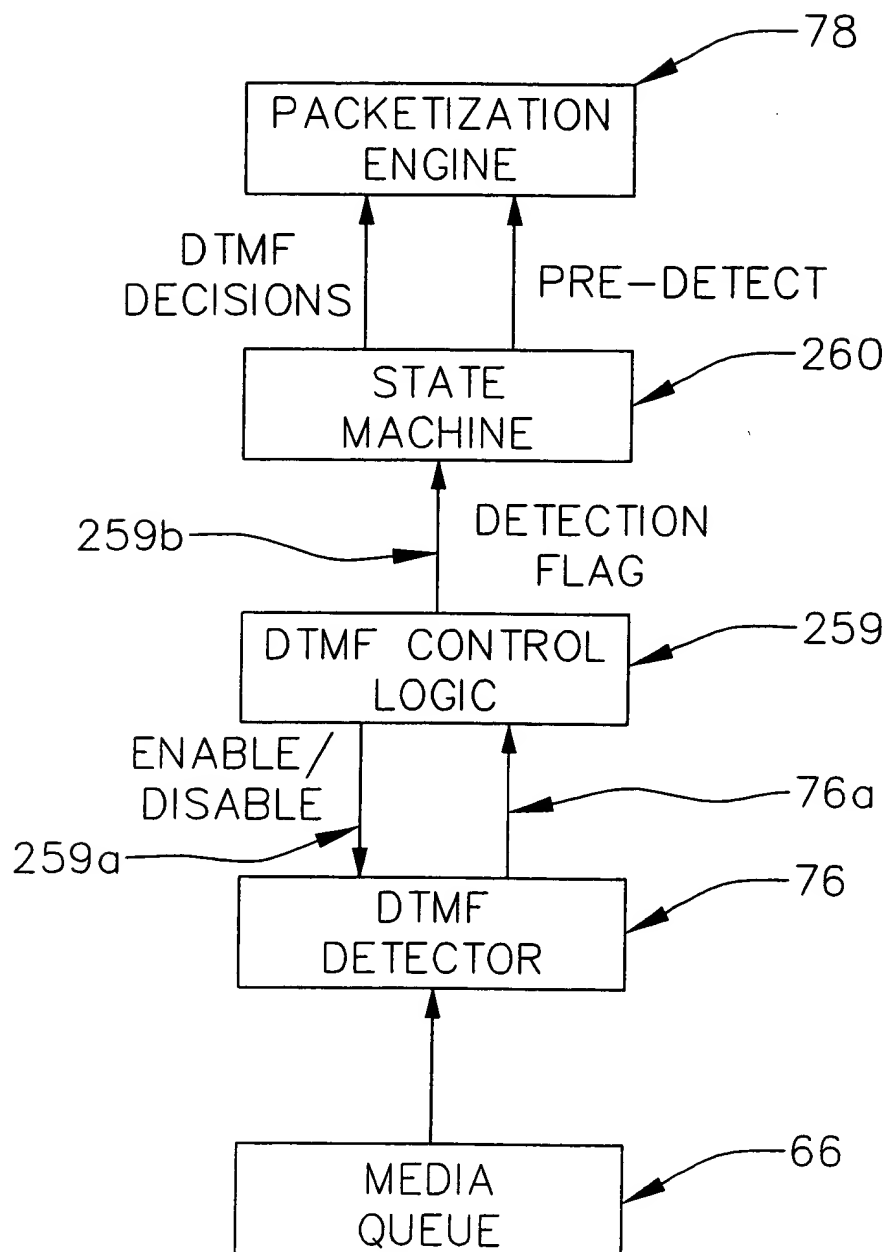 78
PACKETIZATION
ENGINE
DTMF
DECISIONS
PRE-DETECT
260
STATE
MACHINE
259b
DETECTION
FLAG
259
DTMF CONTROL
LOGIC
ENABLE/
DISABLE
76a
259a
76
DTMF
DETECTOR
66
MEDIA
QUEUE